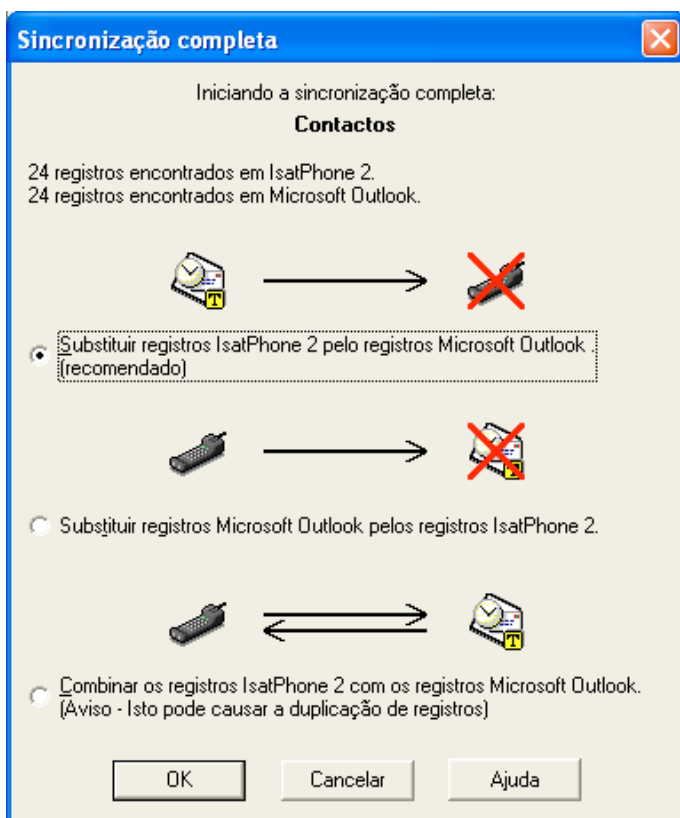 Sincronização completa
Iniciando a sincronização completa:
Contactos
24 registros encontrados em IsatPhone 2.
24 registros encontrados em Microsoft Outlook.
T
Substituir registros IsatPhone 2 pelo registros Microsoft Outlook .
(recomendado)
T
Substituir registros Microsoft Outlook pelos registros IsatPhone 2.
T
Combinar os registros IsatPhone 2 com os registros Microsoft Outlook.
(Aviso - Isto pode causar a duplicação de registros)
OK Cancelar Ajuda